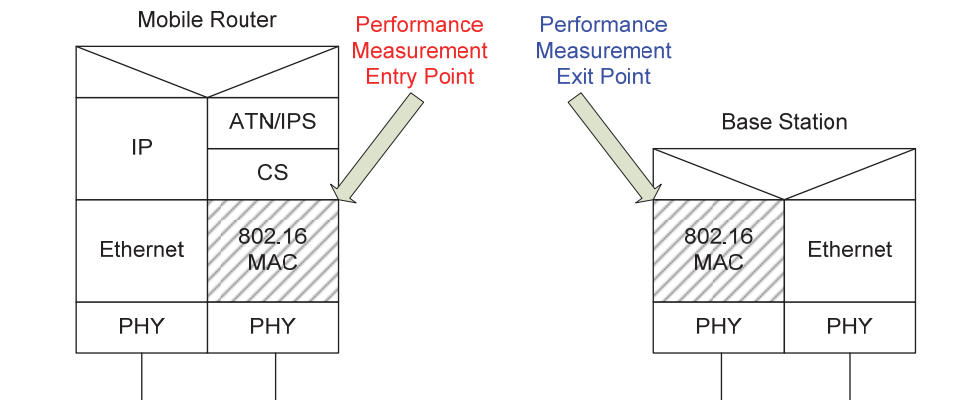 Mobile Router
Performance
Measurement
Entry Point
Performance
Measurement
Exit Point
Base Station
IP
ATN/IPS
CS
Ethernet
802.16
MAC
PHY
PHY
802.16
MAC
Ethernet
PHY
PHY